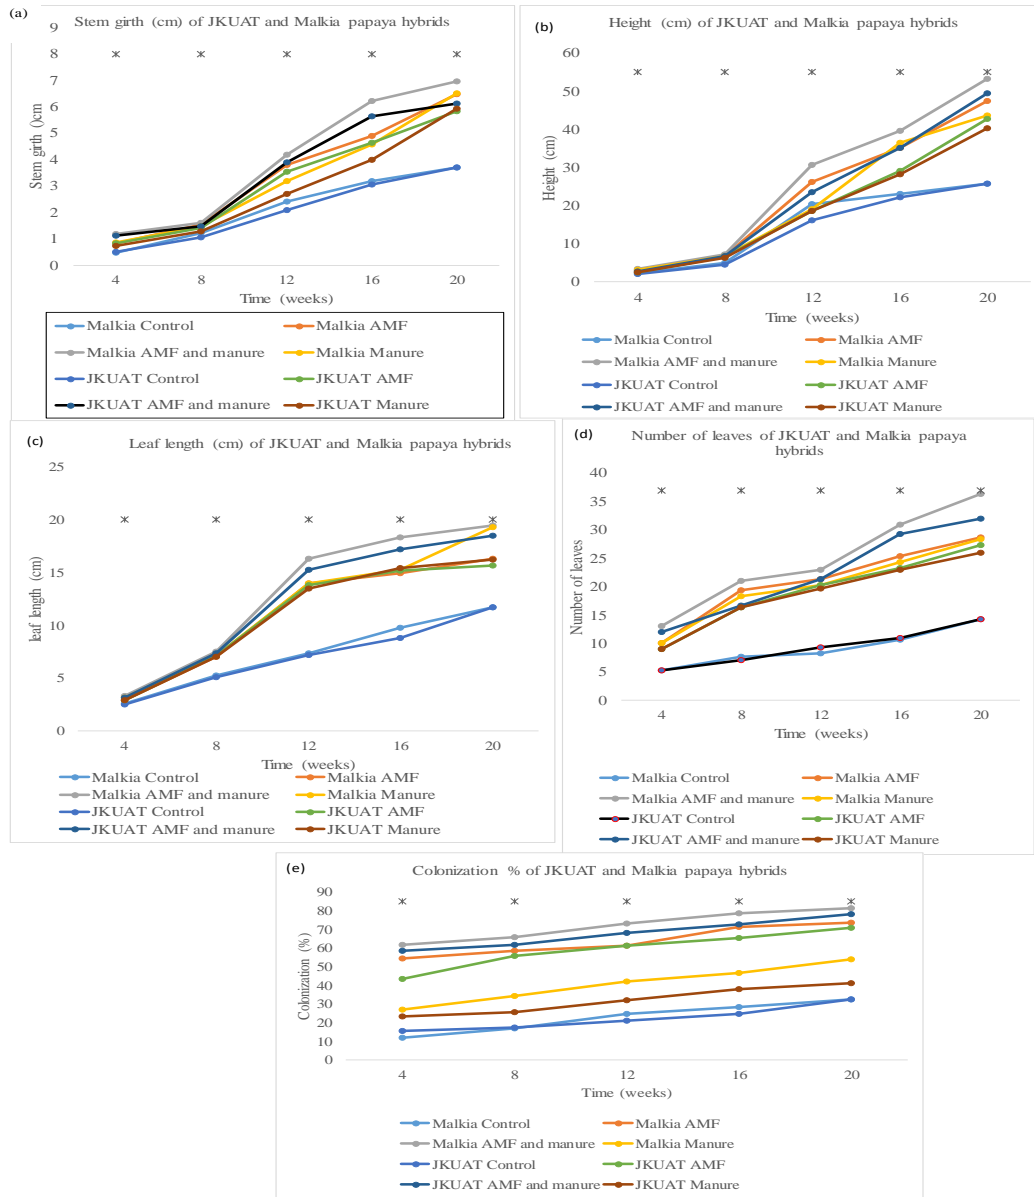 (a)
Stem girth (cm) of JKUAT and Malkia papaya hybrids
9
8
7
6
5
4
3
2
1
0
Stem girth ()cm
4 8 12 16 20
Time (weeks)
Malkia Control Malkia AMF
Malkia AMF and manure Malkia Manure
JKUAT Control JKUAT AMF
JKUAT AMF and manure JKUAT Manure
(b)
Height (cm) of JKUAT and Malkia papaya hybrids
60
50
40
30
20
10
0
Height (cm)
4 8 12 16 20
Time (weeks)
Malkia Control Malkia AMF
Malkia AMF and manure Malkia Manure
JKUAT Control JKUAT AMF
JKUAT AMF and manure JKUAT Manure
(c)
Leaf length (cm) of JKUAT and Malkia papaya hybrids
25
20
15
10
5
0
leaf length (cm)
4 8 12 16 20
Time (weeks)
Malkia Control Malkia AMF
Malkia AMF and manure Malkia Manure
JKUAT Control JKUAT AMF
JKUAT AMF and manure JKUAT Manure
(d)
Number of leaves of JKUAT and Malkia papaya
hybrids
40
35
30
25
20
15
10
5
0
Number of leaves
4 8 12 16 20
Time (weeks)
Malkia Control Malkia AMF
Malkia AMF and manure Malkia Manure
JKUAT Control JKUAT AMF
JKUAT AMF and manure JKUAT Manure
(e)
Colonization % of JKUAT and Malkia papaya hybrids
90
80
70
60
50
40
30
20
10
0
Colonization (%)
4 8 12 16 20
Time (weeks)
Malkia Control Malkia AMF
Malkia AMF and manure Malkia Manure
JKUAT Control JKUAT AMF
JKUAT AMF and manure JKUAT Manure